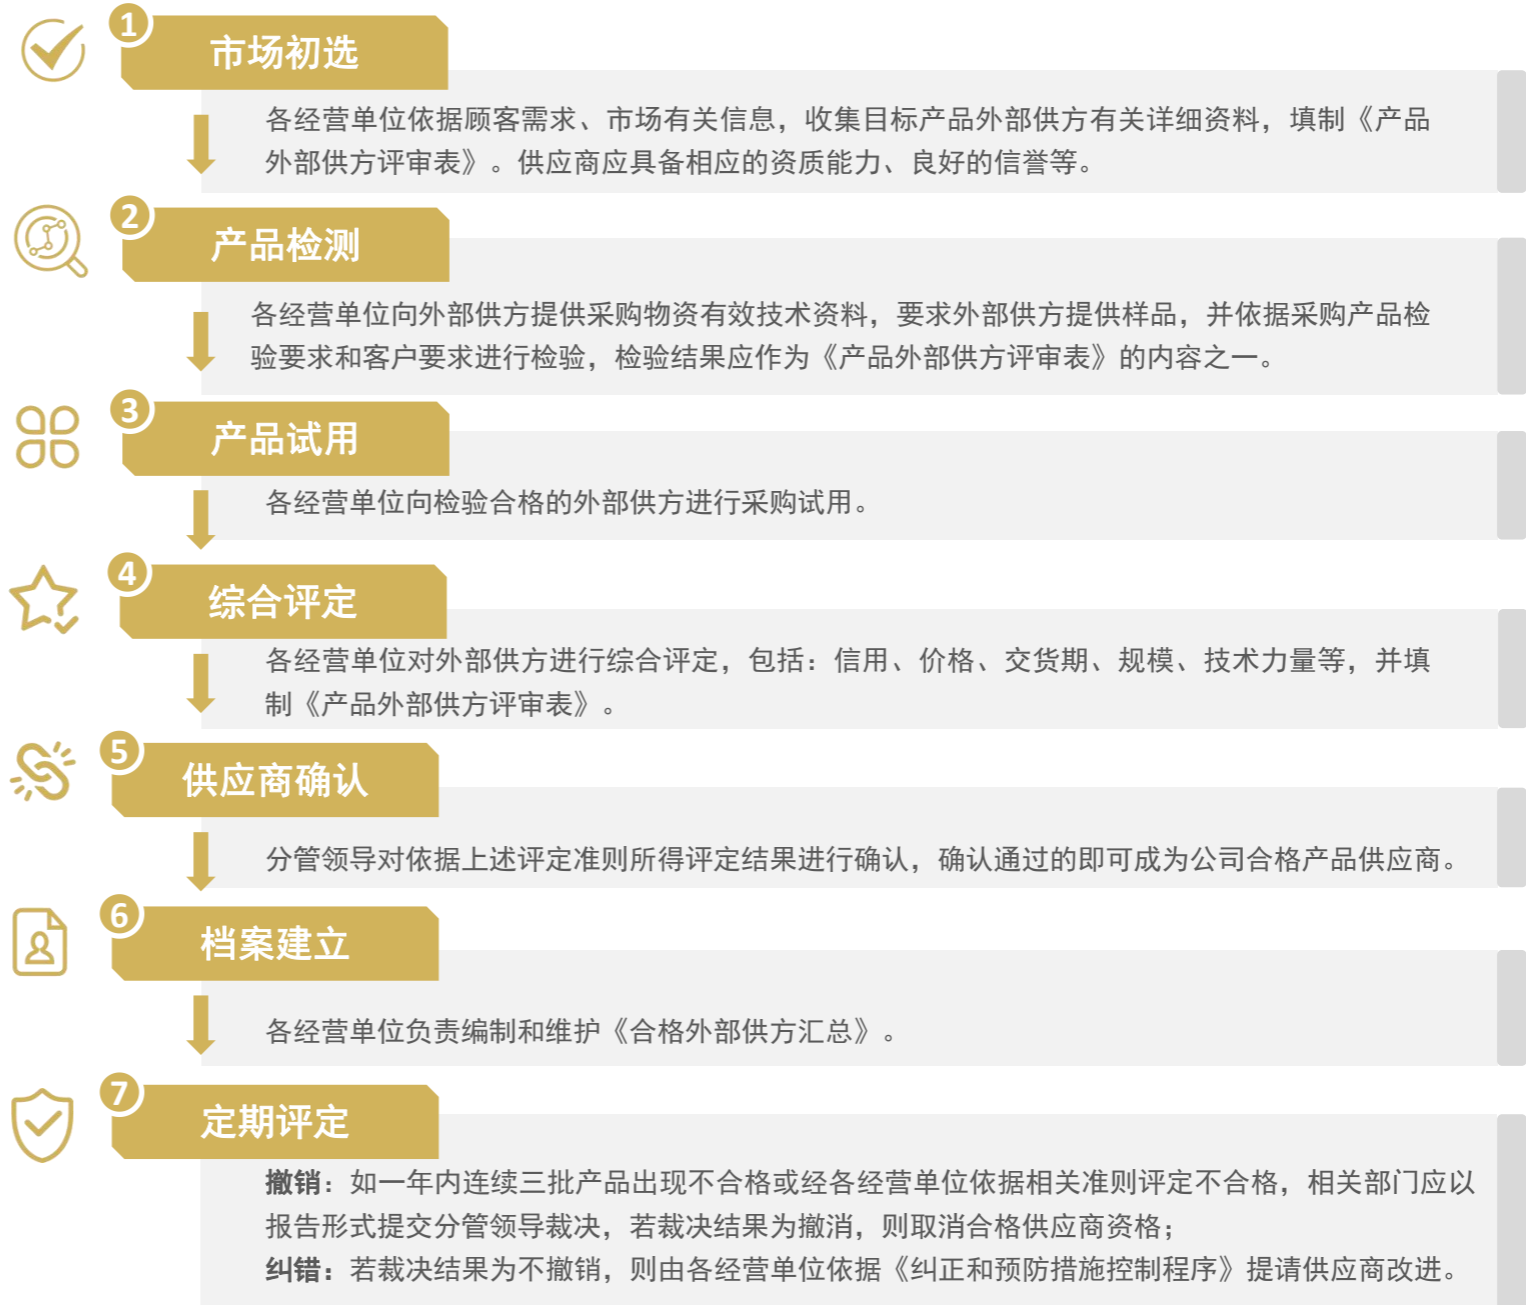 1
市场初选
各经营单位依据顾客需求、市场有关信息，收集目标产品外部供方有关详细资料，填制《产品
外部供方评审表》。供应商应具备相应的资质能力、良好的信誉等。
2
产品检测
各经营单位向外部供方提供采购物资有效技术资料，要求外部供方提供样品，并依据采购产品检
验要求和客户要求进行检验，检验结果应作为《产品外部供方评审表》的内容之一。
3
产品试用
各经营单位向检验合格的外部供方进行采购试用。
4
综合评定
各经营单位对外部供方进行综合评定，包括：信用、价格、交货期、规模、技术力量等，并填
制《产品外部供方评审表》。
5
供应商确认
分管领导对依据上述评定准则所得评定结果进行确认，确认通过的即可成为公司合格产品供应商。
6
档案建立
各经营单位负责编制和维护《合格外部供方汇总》。
7
定期评定
撤销：如一年内连续三批产品出现不合格或经各经营单位依据相关准则评定不合格，相关部门应以
报告形式提交分管领导裁决，若裁决结果为撤消，则取消合格供应商资格；
纠错：若裁决结果为不撤销，则由各经营单位依据《纠正和预防措施控制程序》提请供应商改进。